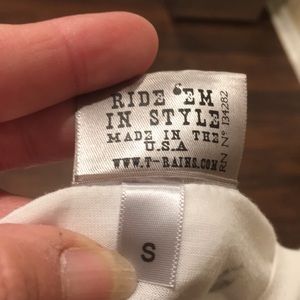 RIDE 'EM
IN STYLE
MADE IN THE
U.S.A
WWW.T-RAINS.COM
RN N° 134282
S